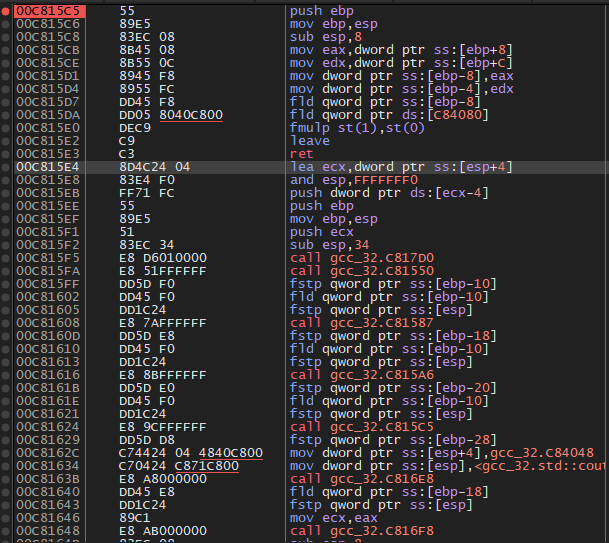 00C815C5 55 push ebp
00C815C6 89E5 mov ebp,esp
00C815C8 83EC 08 sub esp,8
00C815CB 8B45 08 mov eax,dword ptr ss:[ebp+8]
00C815CE 8B55 0C mov edx,dword ptr ss:[ebp+C]
00C815D1 8945 F8 mov dword ptr ss:[ebp-8],eax
00C815D4 8955 FC mov dword ptr ss:[ebp-4],edx
00C815D7 DD45 F8 fld qword ptr ss:[ebp-8]
00C815DA DD05 8040C800 fld qword ptr ds:[C84080]
00C815E0 DEC9 fmulp st(1),st(0)
00C815E2 C9 leave
00C815E3 C3 ret
00C815E4 8D4C24 04 lea ecx,dword ptr ss:[esp+4]
00C815E8 83E4 F0 and esp,FFFFFFF0
00C815EB FF71 FC push dword ptr ds:[ecx-4]
00C815EE 55 push ebp
00C815EF 89E5 mov ebp,esp
00C815F1 51 push ecx
00C815F2 83EC 34 sub esp,34
00C815F5 E8 D6010000 call gcc_32.C817D0
00C815FA E8 51FFFFFF call gcc_32.C81550
00C815FF DD5D F0 fstp qword ptr ss:[ebp-10]
00C81602 DD45 F0 fld qword ptr ss:[ebp-10]
00C81605 DD1C24 fstp qword ptr ss:[esp]
00C81608 E8 7AFFFFFF call gcc_32.C81587
00C8160D DD5D E8 fstp qword ptr ss:[ebp-18]
00C81610 DD45 F0 fld qword ptr ss:[ebp-10]
00C81613 DD1C24 fstp qword ptr ss:[esp]
00C81616 E8 8BFFFFFF call gcc_32.C815A6
00C8161B DD5D E0 fstp qword ptr ss:[ebp-20]
00C8161E DD45 F0 fld qword ptr ss:[ebp-10]
00C81621 DD1C24 fstp qword ptr ss:[esp]
00C81624 E8 9CFFFFFF call gcc_32.C815C5
00C81629 DD5D D8 fstp qword ptr ss:[ebp-28]
00C8162C C74424 04 4840C800 mov dword ptr ss:[esp+4],gcc_32.C84048
00C81634 C70424 C871C800 mov dword ptr ss:[esp],<gcc_32.std::cout
00C8163B E8 A8000000 call gcc_32.C816E8
00C81640 DD45 E8 fld qword ptr ss:[ebp-18]
00C81643 DD1C24 fstp qword ptr ss:[esp]
00C81646 89C1 mov ecx,eax
00C81648 E8 AB000000 call gcc_32.C816F8